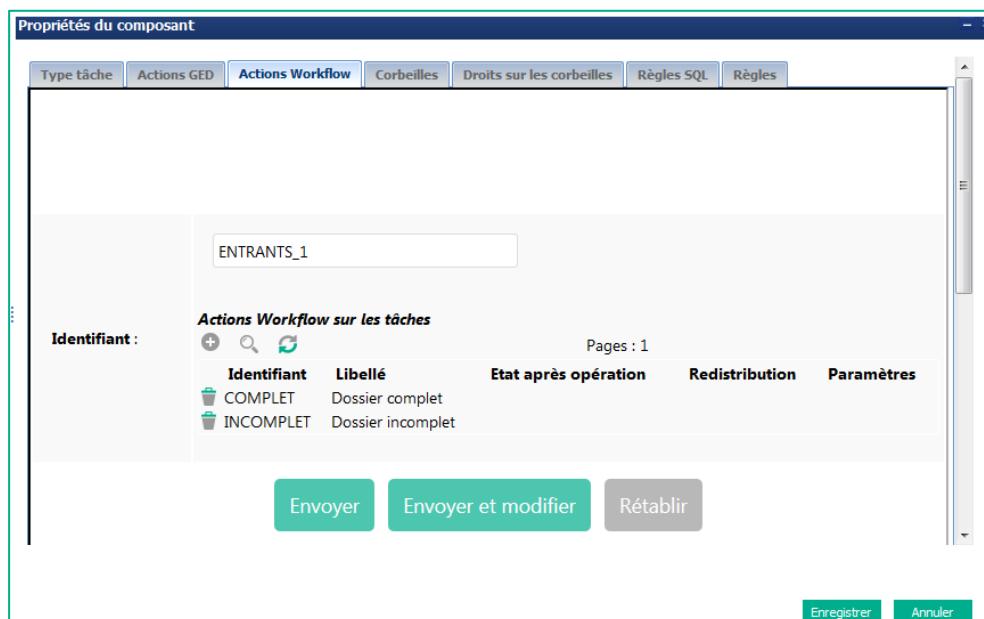 Propriétés du composant
Type tâche Actions GED Actions Workflow Corbeilles Droits sur les corbeilles Règles SQL Règles
ENTRANTS_1
Identifiant :
Actions Workflow sur les tâches
Pages : 1
Identifiant Libellé Etat après opération Redistribution Paramètres
COMPLET Dossier complet
INCOMPLET Dossier incomplet
Envoyer Envoyer et modifier Rétablir
Enregistrer Annuler